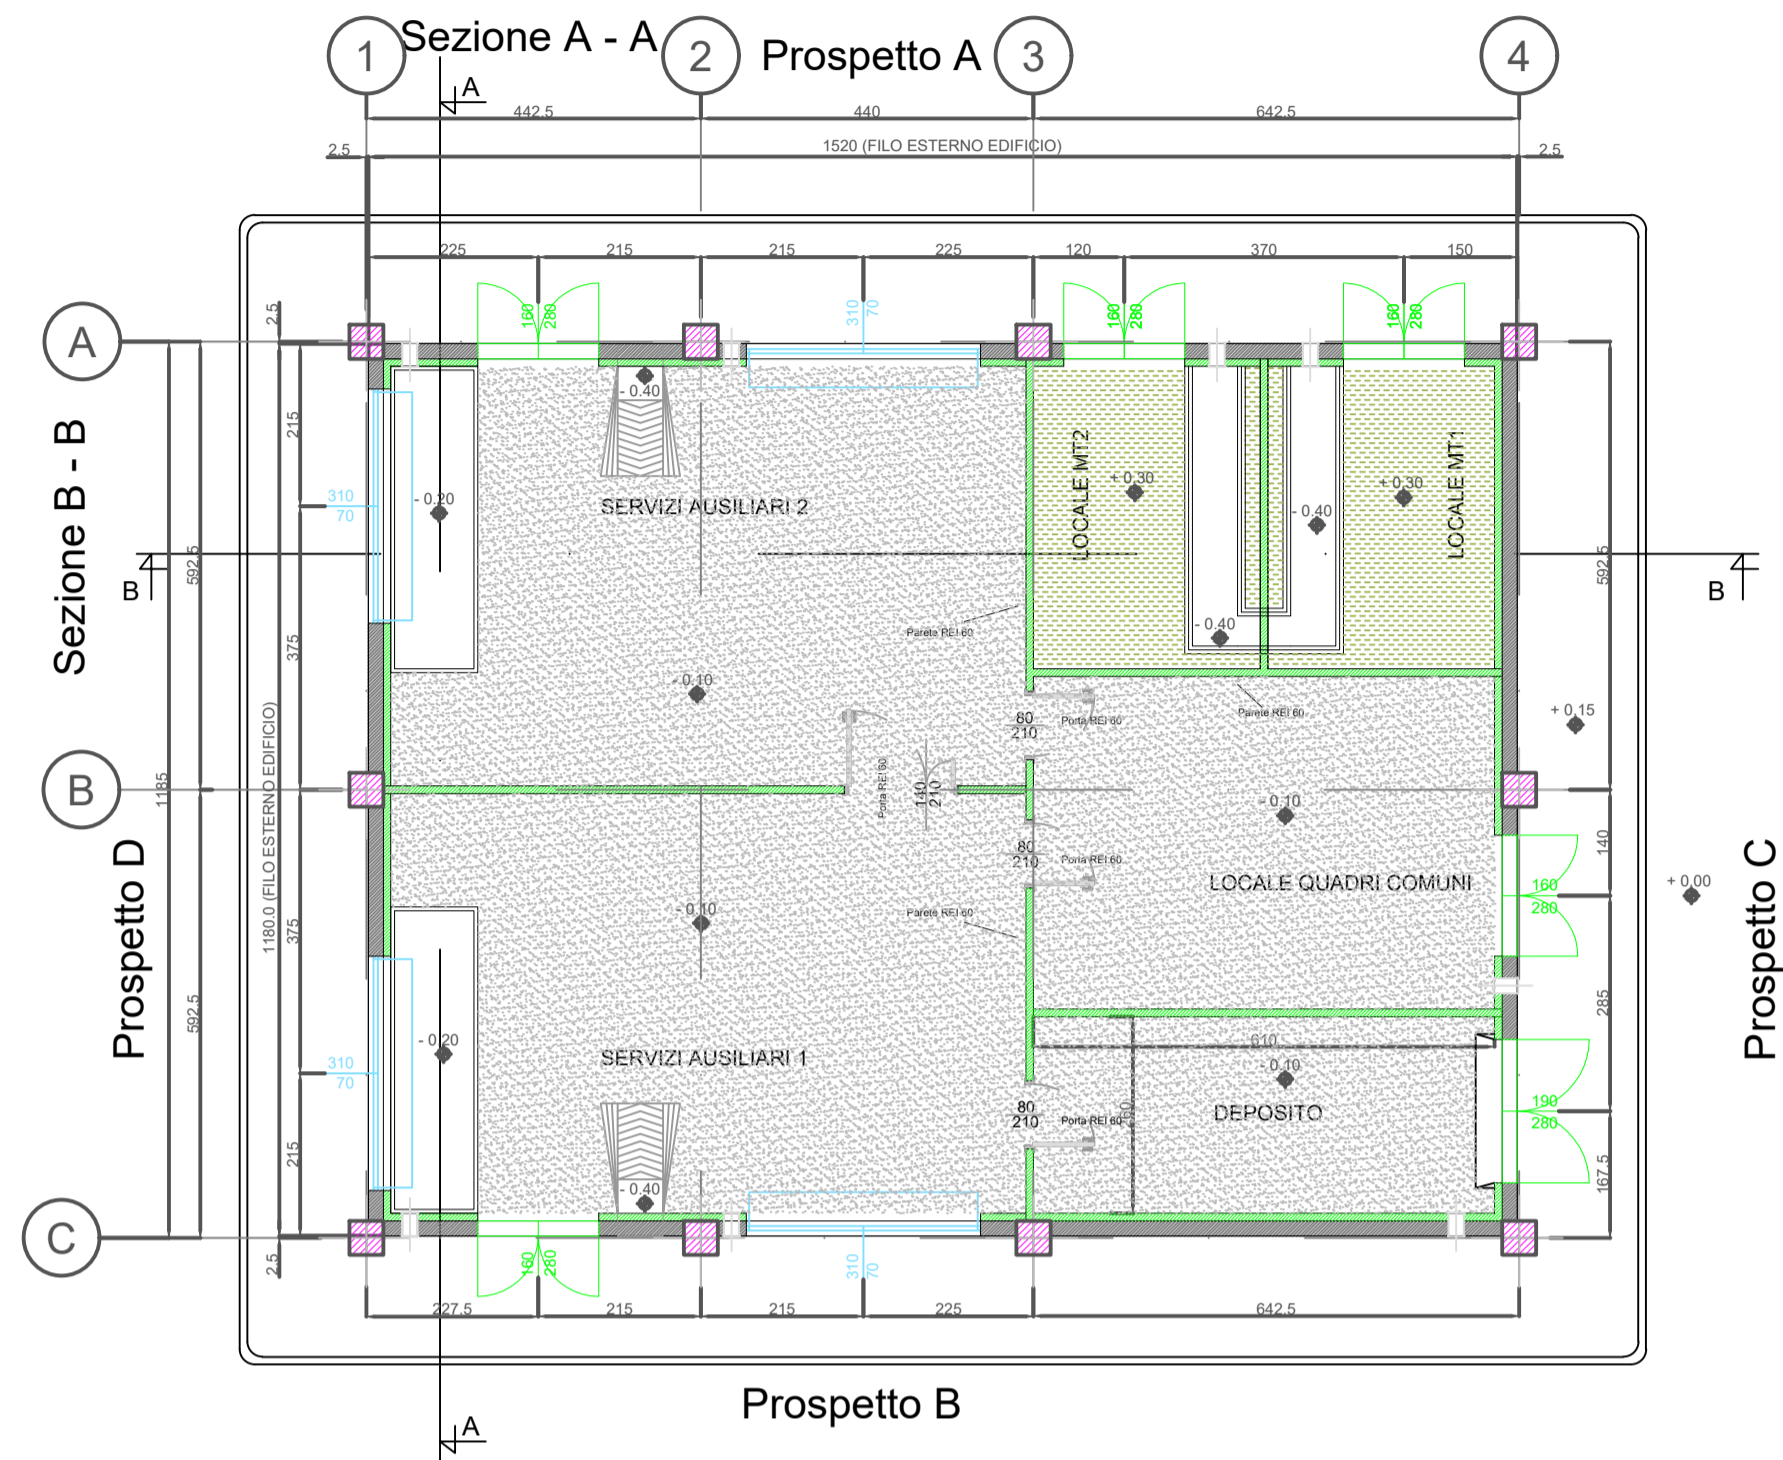 Sezione A - A
1
2
Prospetto A
3
4
A
442.5
440
642.5
2.5
1520 (FILO ESTERNO EDIFICIO)
2.5
225
215
215
225
120
370
150
2.5
160
280
310
70
160
280
160
280
A
- 0.40
215
- 0.20
310
70
SERVIZI AUSILIARI 2
LOCALE MT2
+ 0.30
- 0.40
+ 0.30
LOCALE MT1
Sezione B - B
B
592.5
592.5
B
375
Parete REI 60
- 0.40
- 0.10
80
210
Porta REI 60
Parete REI 60
+ 0.15
B
1185
1180.0 (FILO ESTERNO EDIFICIO)
Porta REI 60
140
210
- 0.10
80
210
Porta REI 60
140
LOCALE QUADRI COMUNI
160
280
+ 0.00
Prospetto D
375
- 0.10
Parete REI 60
Prospetto C
592.5
285
- 0.20
310
70
SERVIZI AUSILIARI 1
610
- 0.10
80
210
Porta REI 60
DEPOSITO
190
280
215
167.5
- 0.40
C
2.5
160
280
310
70
227.5
215
215
225
642.5
Prospetto B
A